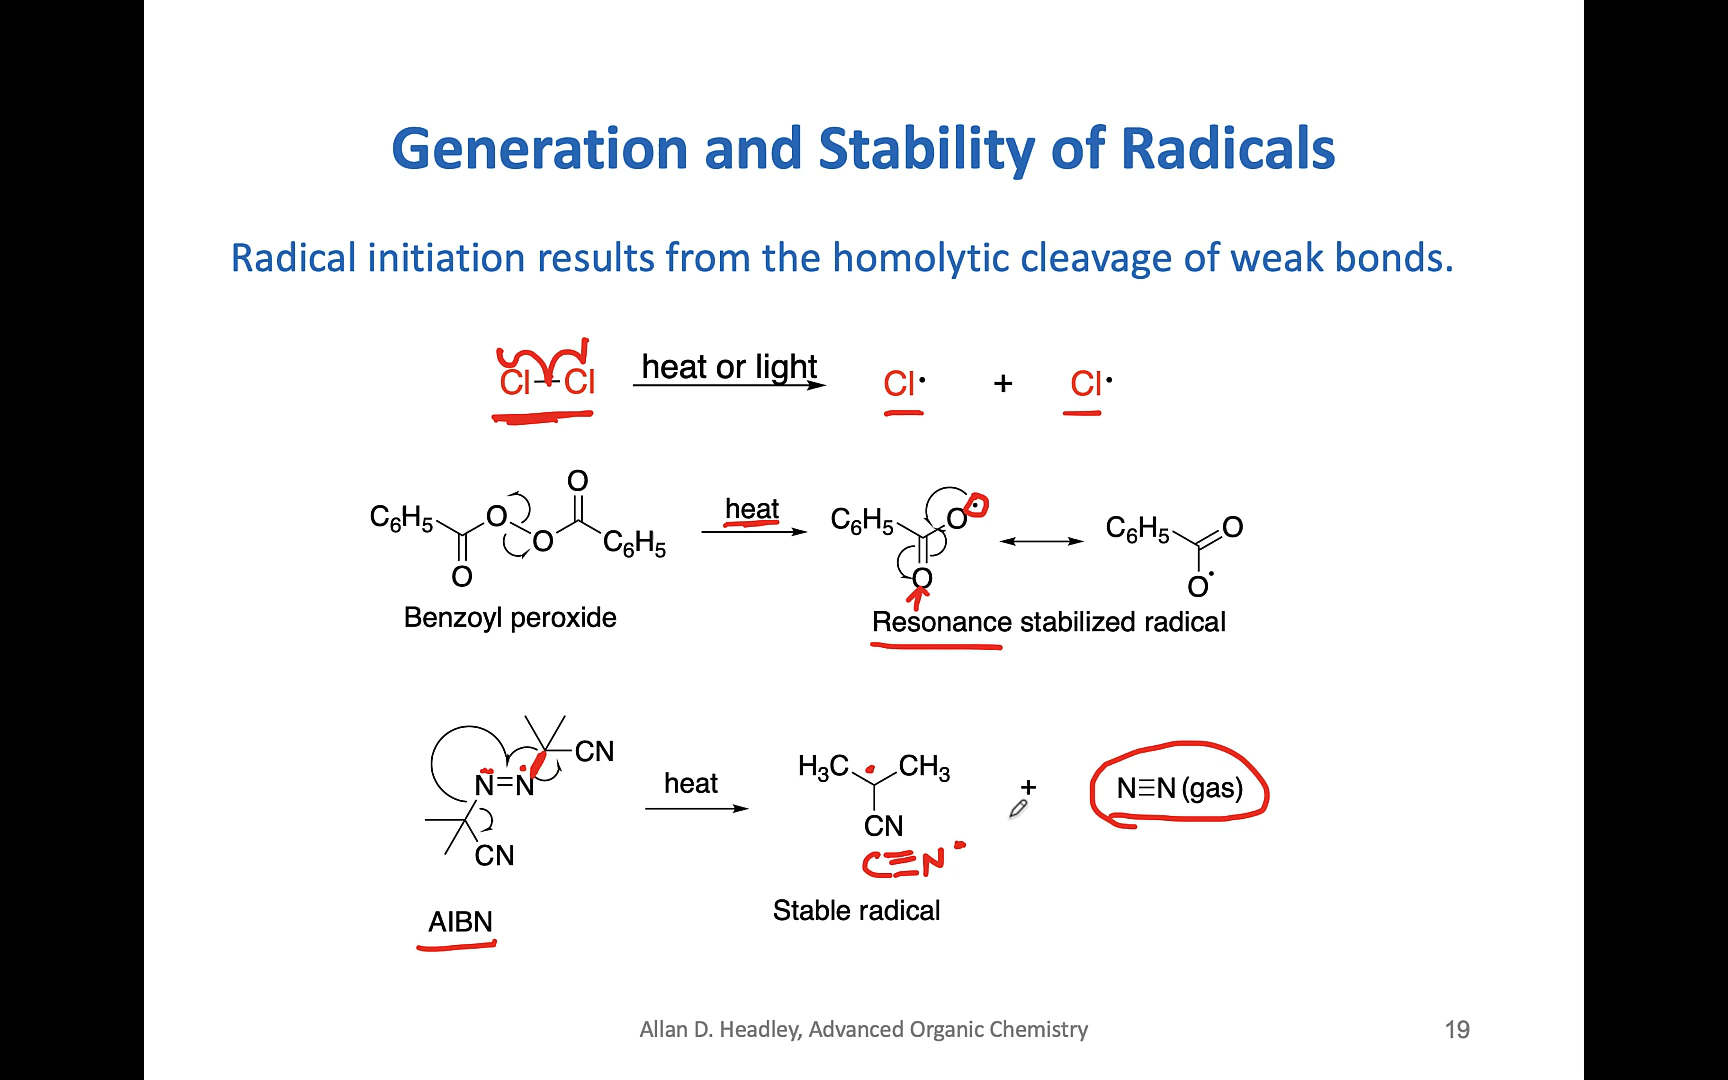 Generation and Stability of Radicals
Radical initiation results from the homolytic cleavage of weak bonds.
Cl–Cl heat or light Cl· + Cl·
O
C₆H₅ O heat C₆H₅ O· C₆H₅ O
O C₆H₅
O O O·
Benzoyl peroxide Resonance stabilized radical
CN
N=N heat H₃C · CH₃ + N≡N (gas)
CN
CN C≡N·
AIBN Stable radical
Allan D. Headley, Advanced Organic Chemistry 19